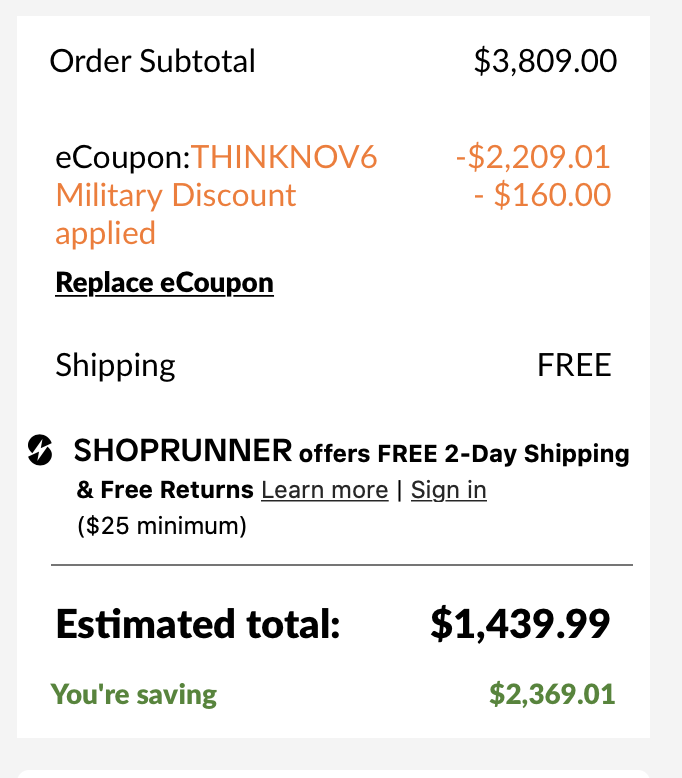 Order Subtotal $3,809.00
eCoupon:THINKNOV6 -$2,209.01
Military Discount - $160.00
applied
Replace eCoupon
Shipping FREE
SHOPRUNNER offers FREE 2-Day Shipping
& Free Returns Learn more | Sign in
($25 minimum)
Estimated total: $1,439.99
You're saving $2,369.01